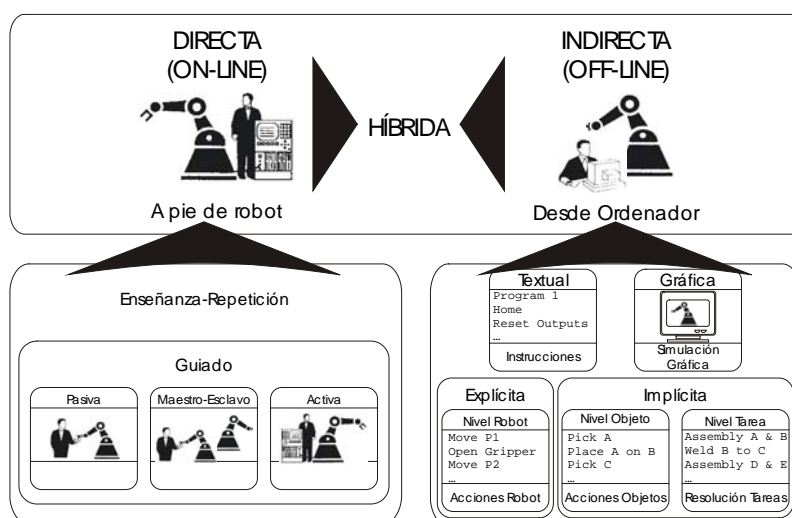 DIRECTA
(ON-LINE)
INDIRECTA
(OFF-LINE)
HÍBRIDA
A pie de robot
Desde Ordenador
Enseñanza-Repetición
Guiado
Pasiva
Maestro-Esclavo
Activa
Textual
Program 1
Home
Reset Outputs
…
Instrucciones
Gráfica
Simulación
Gráfica
Explícita
Nivel Robot
Move P1
Open Gripper
Move P2
…
Acciones Robot
Implícita
Nivel Objeto
Pick A
Place A on B
Pick C
…
Acciones Objetos
Nivel Tarea
Assembly A & B
Weld B to C
Assembly D & E
…
Resolución Tareas